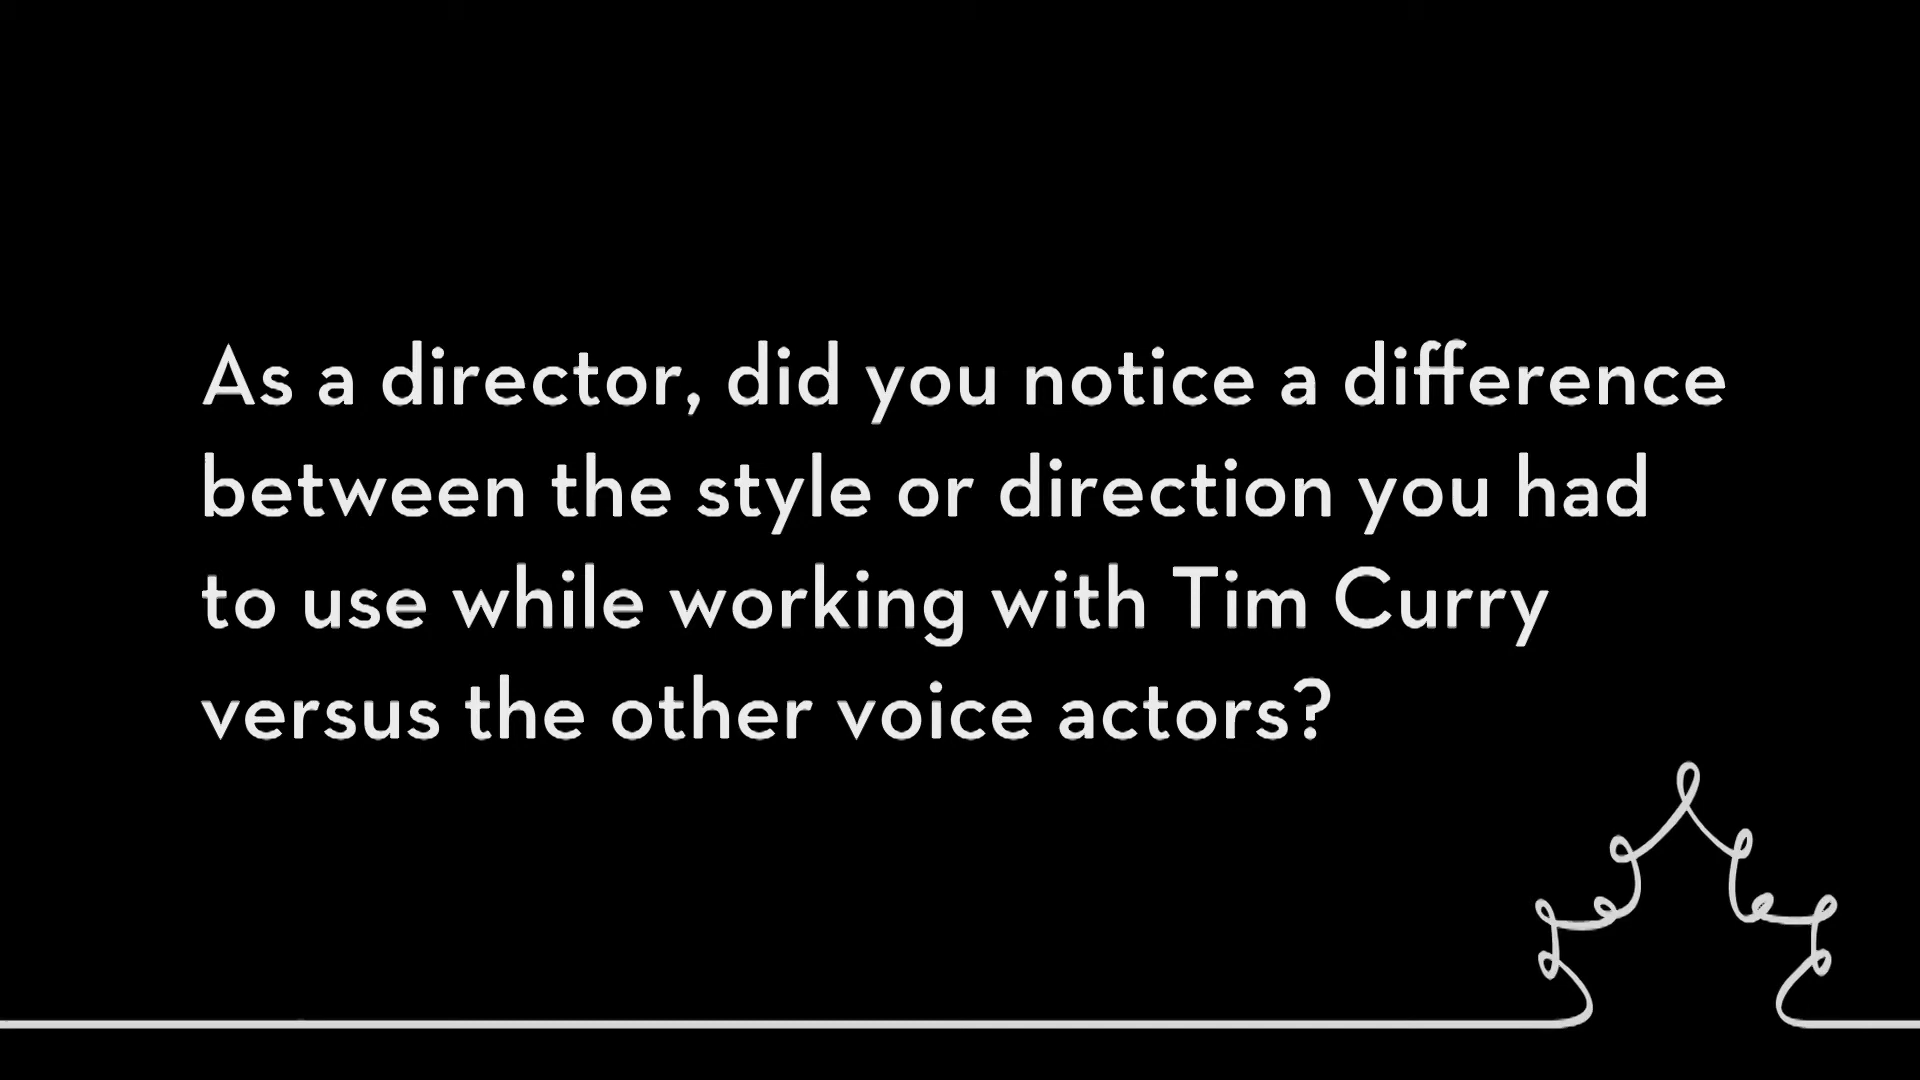 As a director, did you notice a difference
between the style or direction you had
to use while working with Tim Curry
versus the other voice actors?